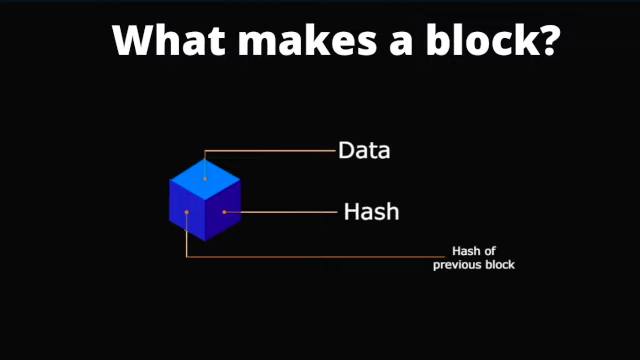 What makes a block?
Data
Hash
Hash of
previous block